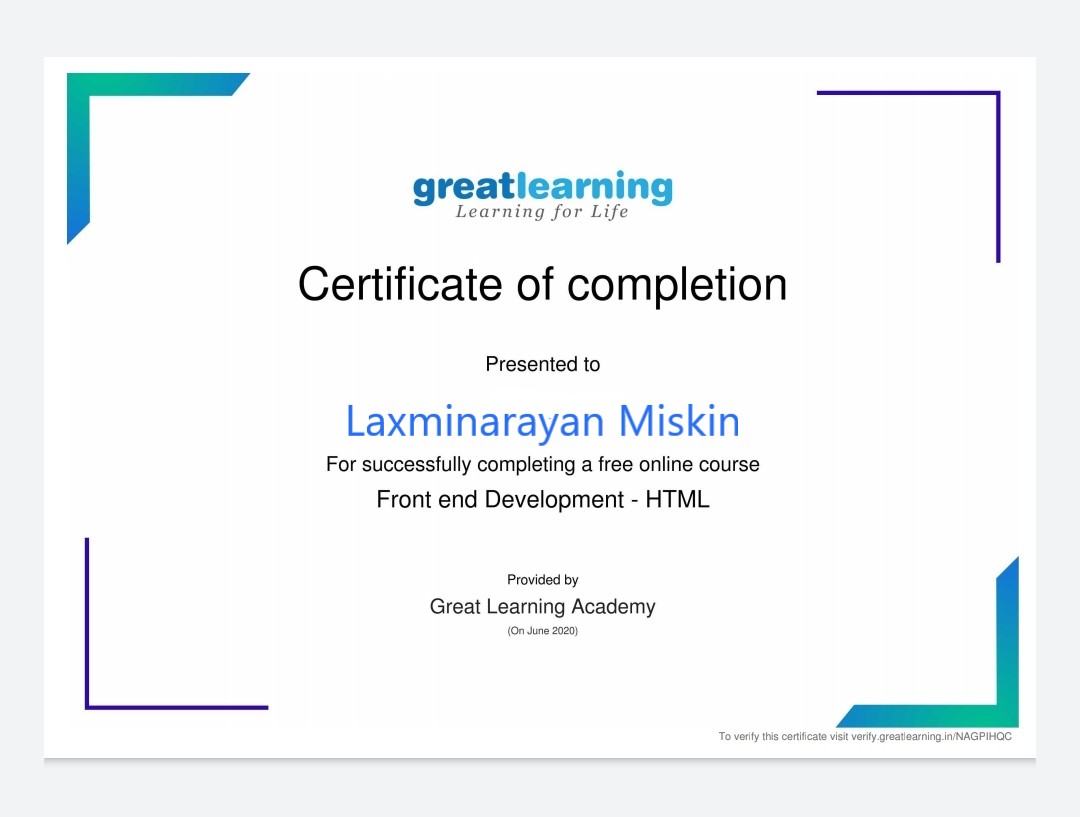 greatlearning
Learning for Life
Certificate of completion
Presented to
Laxminarayan Miskin
For successfully completing a free online course
Front end Development - HTML
Provided by
Great Learning Academy
(On June 2020)
To verify this certificate visit verify.greatlearning.in/NAGPIHQC